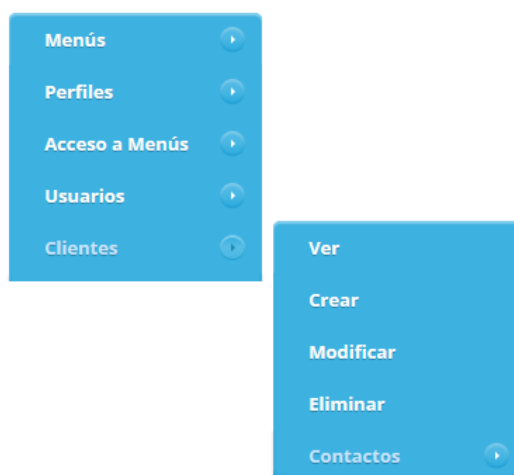 Menús
Perfiles
Acceso a Menús
Usuarios
Clientes
Ver
Crear
Modificar
Eliminar
Contactos